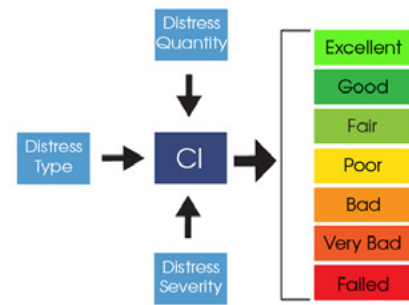 Distress
Quantity
Distress
Type
CI
Distress
Severity
Excellent
Good
Fair
Poor
Bad
Very Bad
Failed